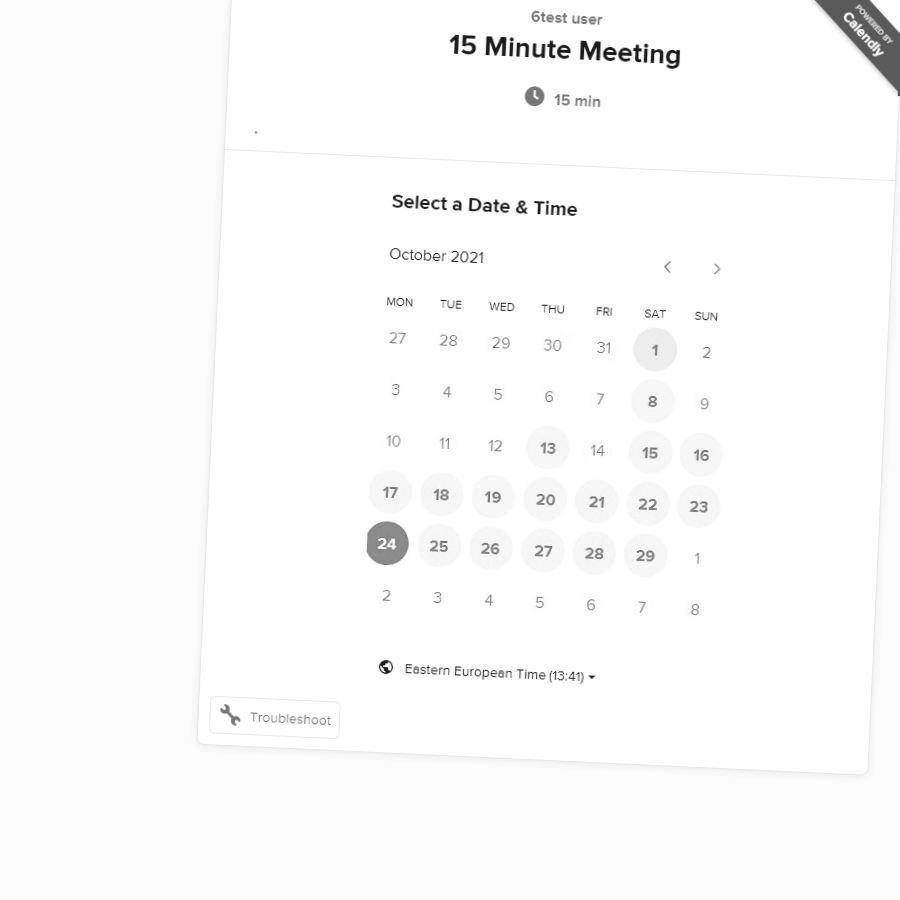 6test user
POWERED BY
Calendly
15 Minute Meeting
15 min
.
Select a Date & Time
October 2021
MON TUE WED THU FRI SAT SUN
27 28 29 30 31 1 2
3 4 5 6 7 8 9
10 11 12 13 14 15 16
17 18 19 20 21 22 23
24 25 26 27 28 29 1
2 3 4 5 6 7 8
Eastern European Time (13:41)
Troubleshoot